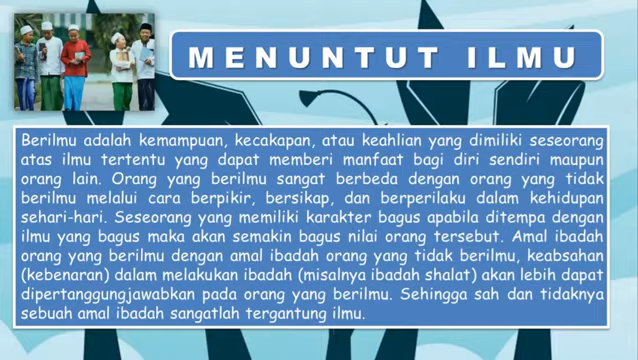 MENUNTUT ILMU
Berilmu adalah kemampuan, kecakapan, atau keahlian yang dimiliki seseorang
atas ilmu tertentu yang dapat memberi manfaat bagi diri sendiri maupun
orang lain. Orang yang berilmu sangat berbeda dengan orang yang tidak
berilmu melalui cara berpikir, bersikap, dan berperilaku dalam kehidupan
sehari-hari. Seseorang yang memiliki karakter bagus apabila ditempa dengan
ilmu yang bagus maka akan semakin bagus nilai orang tersebut. Amal ibadah
orang yang berilmu dengan amal ibadah orang yang tidak berilmu, keabsahan
(kebenaran) dalam melakukan ibadah (misalnya ibadah shalat) akan lebih dapat
dipertanggungjawabkan pada orang yang berilmu. Sehingga sah dan tidaknya
sebuah amal ibadah sangatlah tergantung ilmu.